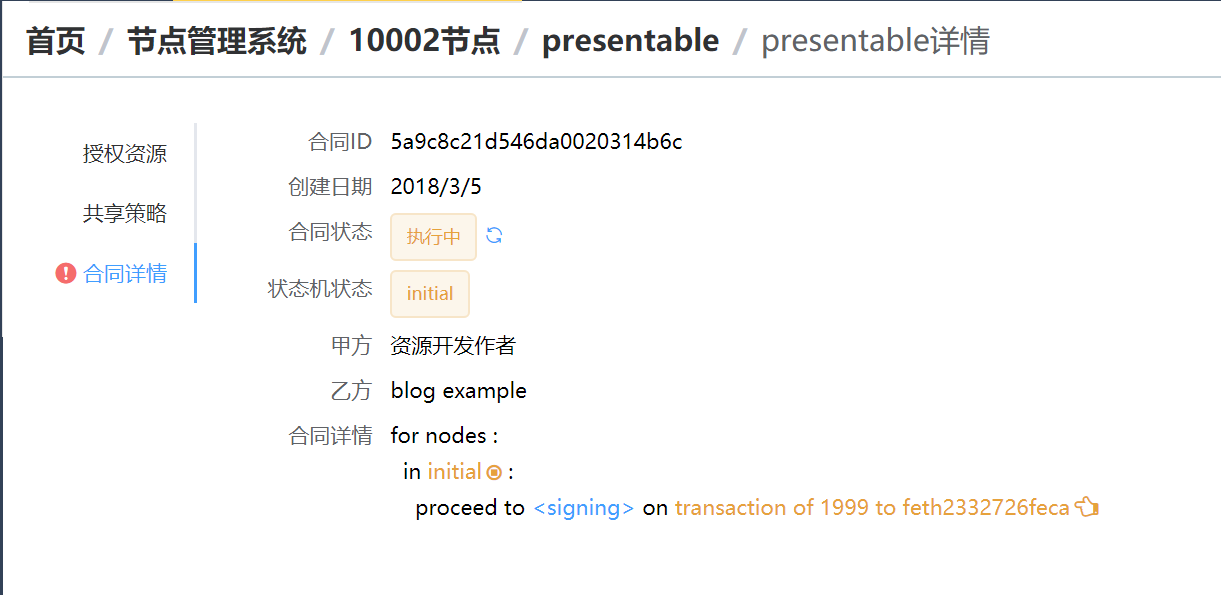 首页 / 节点管理系统 / 10002节点 / presentable / presentable详情
授权资源
共享策略
合同详情
合同ID 5a9c8c21d546da0020314b6c
创建日期 2018/3/5
合同状态 执行中
状态机状态 initial
甲方 资源开发作者
乙方 blog example
合同详情 for nodes :
in initial :
proceed to <signing> on transaction of 1999 to feth2332726feca